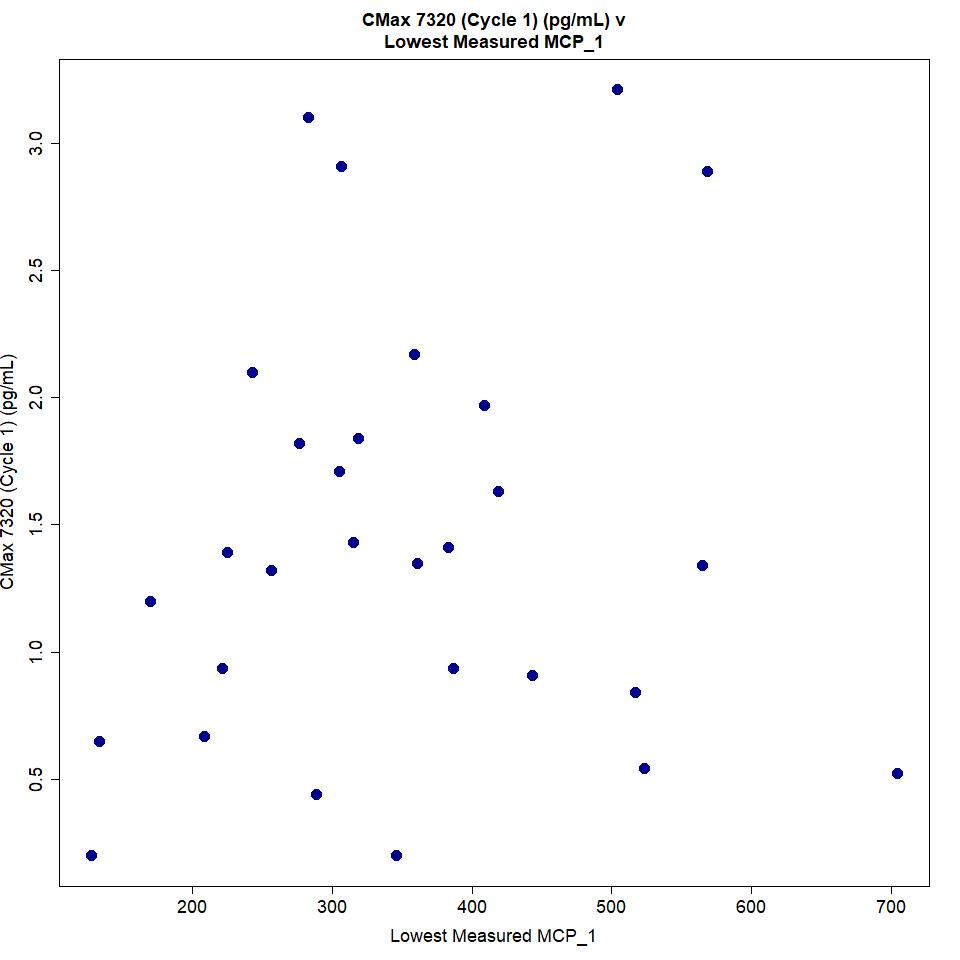 CMax 7320 (Cycle 1) (pg/mL) v
Lowest Measured MCP_1
CMax 7320 (Cycle 1) (pg/mL)
3.0
2.5
2.0
1.5
1.0
0.5
200 300 400 500 600 700
Lowest Measured MCP_1